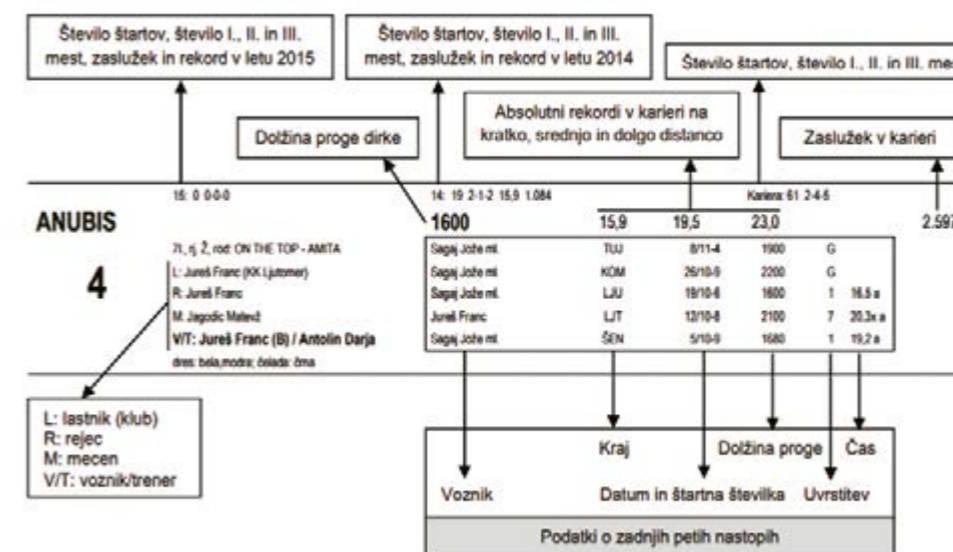 Število štartov, število I., II. in III.
mest, zaslužek in rekord v letu 2015
Število štartov, število I., II. in III.
mest, zaslužek in rekord v letu 2014
Število štartov, število I., II. in III. mes
Dolžina proge dirke
Absolutni rekordi v karieri na
kratko, srednjo in dolgo distanco
Zaslužek v karieri
15: 0 0-0-0
14: 19 2-1-2 15,9 1.084
Kariera: 61 2-4-5
ANUBIS
1600
15,9
19,5
23,0
2.597
4
7l., rj. Ž, rod: ON THE TOP - AMITA
L: Jureš Franc (KK Ljutomer)
R: Jureš Franc
M: Jagodic Matevž
V/T: Jureš Franc (B) / Antolin Darja
dres: bela,modra; čelada: črna
Sagaj Jože ml. TUJ 8/11-4 1900 G
Sagaj Jože ml. KOM 26/10-9 2200 G
Sagaj Jože ml. LJU 19/10-6 1600 1 16,5 a
Jureš Franc LJT 12/10-8 2100 7 20,3x a
Sagaj Jože ml. ŠEN 5/10-9 1680 1 19,2 a
L: lastnik (klub)
R: rejec
M: mecen
V/T: voznik/trener
Kraj
Dolžina proge
Čas
Voznik
Datum in štartna številka
Uvrstitev
Podatki o zadnjih petih nastopih